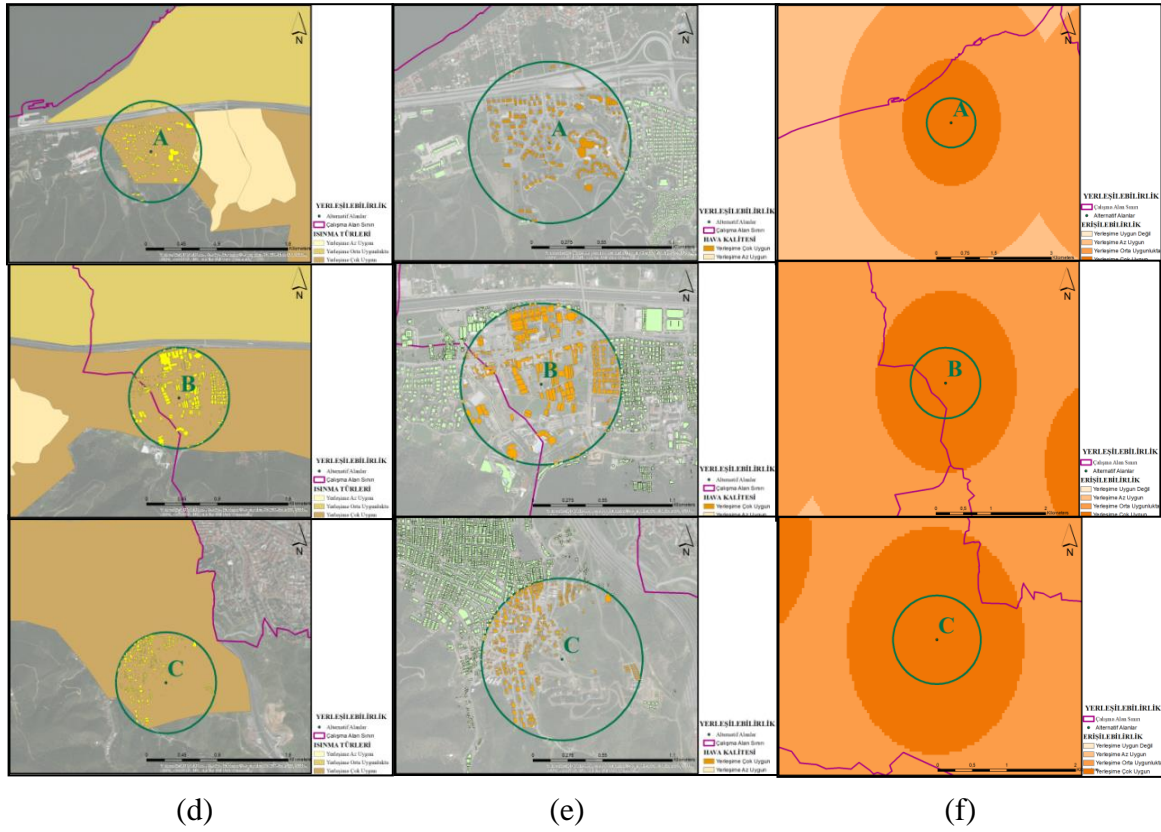 N
A
YERLEŞİLEBİLİRLİK
Alternatif Alanlar
Çalışma Alan Sınırı
ISINMA TÜRLERİ
Yerleşime Az Uygun
Yerleşime Orta Uygunlukta
Yerleşime Çok Uygun
N
A
YERLEŞİLEBİLİRLİK
Alternatif Alanlar
Çalışma Alan Sınırı
HAVA KALİTESİ
Yerleşime Çok Uygun
Yerleşime Az Uygun
N
A
YERLEŞİLEBİLİRLİK
Çalışma Alan Sınırı
Alternatif Alanlar
ERİŞİLEBİLİRLİK
Yerleşime Uygun Değil
Yerleşime Az Uygun
Yerleşime Orta Uygunlukta
Yerleşime Çok Uygun
N
B
YERLEŞİLEBİLİRLİK
Alternatif Alanlar
Çalışma Alan Sınırı
ISINMA TÜRLERİ
Yerleşime Az Uygun
Yerleşime Orta Uygunlukta
Yerleşime Çok Uygun
N
B
YERLEŞİLEBİLİRLİK
Alternatif Alanlar
Çalışma Alan Sınırı
HAVA KALİTESİ
Yerleşime Çok Uygun
Yerleşime Az Uygun
N
B
YERLEŞİLEBİLİRLİK
Çalışma Alan Sınırı
Alternatif Alanlar
ERİŞİLEBİLİRLİK
Yerleşime Uygun Değil
Yerleşime Az Uygun
Yerleşime Orta Uygunlukta
Yerleşime Çok Uygun
N
C
YERLEŞİLEBİLİRLİK
Alternatif Alanlar
Çalışma Alan Sınırı
ISINMA TÜRLERİ
Yerleşime Az Uygun
Yerleşime Orta Uygunlukta
Yerleşime Çok Uygun
N
C
YERLEŞİLEBİLİRLİK
Alternatif Alanlar
Çalışma Alan Sınırı
HAVA KALİTESİ
Yerleşime Çok Uygun
Yerleşime Az Uygun
N
C
YERLEŞİLEBİLİRLİK
Çalışma Alan Sınırı
Alternatif Alanlar
ERİŞİLEBİLİRLİK
Yerleşime Uygun Değil
Yerleşime Az Uygun
Yerleşime Orta Uygunlukta
Yerleşime Çok Uygun
(d) (e) (f)